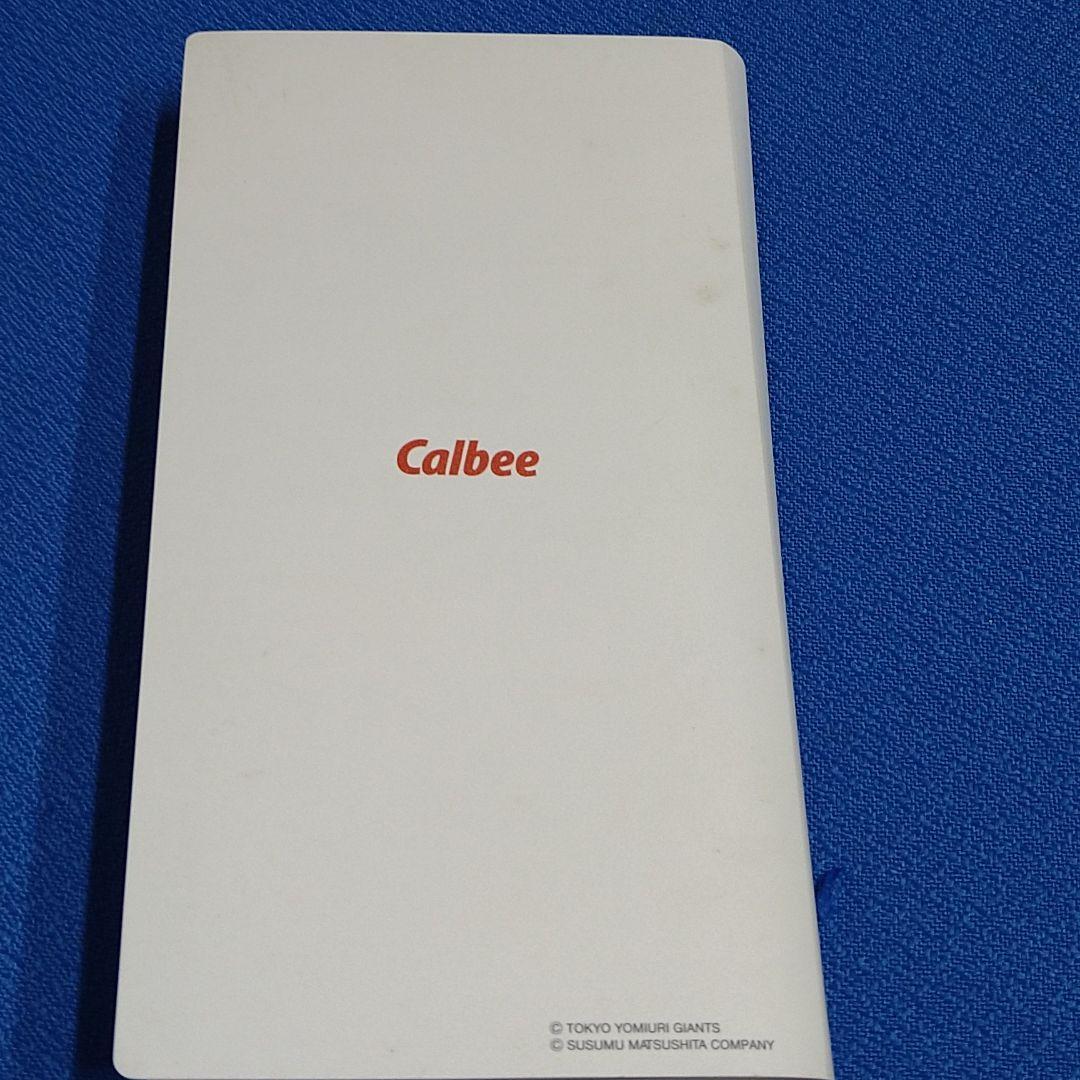 Calbee
© TOKYO YOMIURI GIANTS
© SUSUMU MATSUSHITA COMPANY